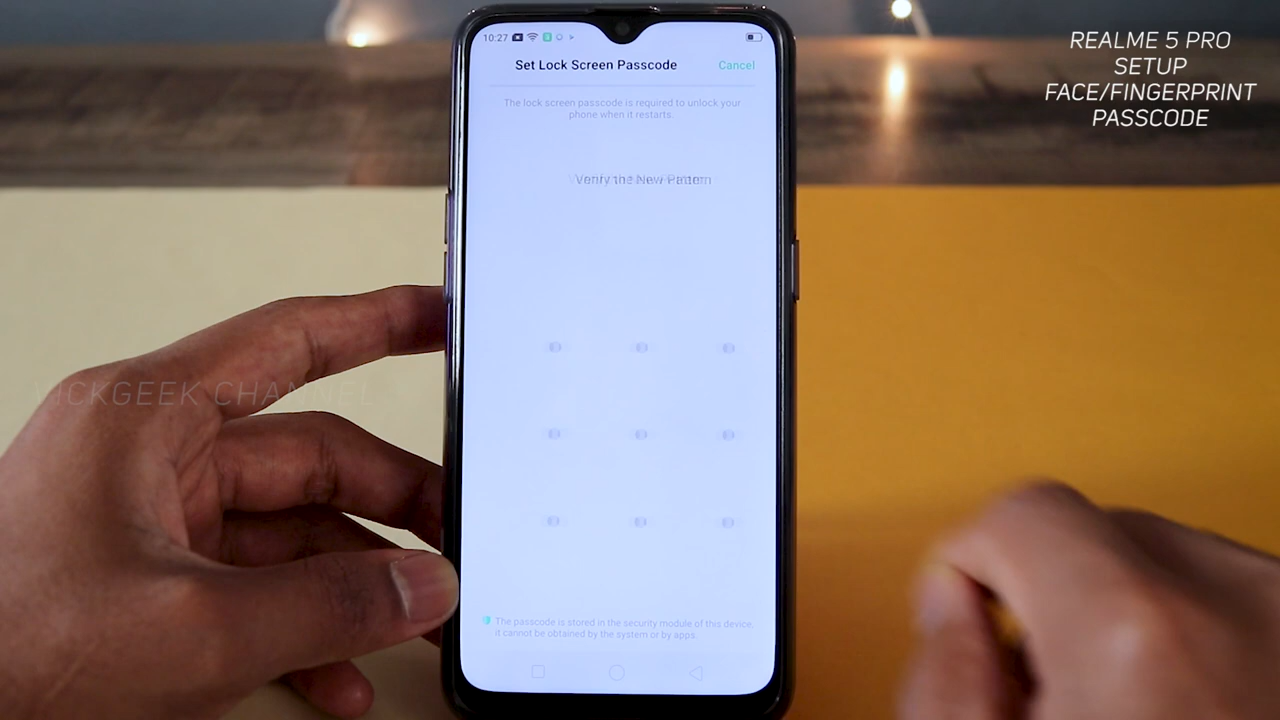 REALME 5 PRO
SETUP
FACE/FINGERPRINT
PASSCODE
10:27
Set Lock Screen Passcode
Cancel
The lock screen passcode is required to unlock your
phone when it restarts.
Verify the New Pattern
VICKGEEK CHANNEL
The passcode is stored in the security module of this device,
it cannot be obtained by the system or by apps.